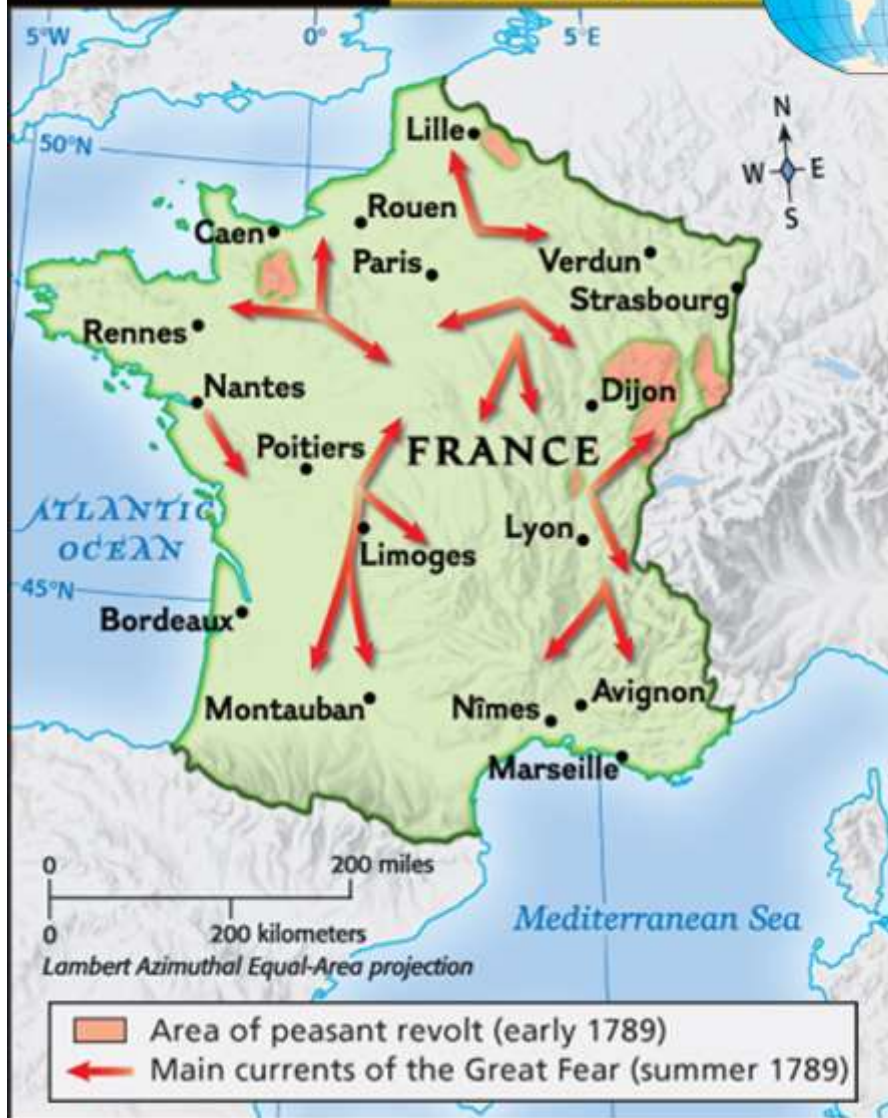 5°W
0°
5°E
50°N
N
W
E
S
Lille
Rouen
Caen
Paris
Verdun
Strasbourg
Rennes
Nantes
Dijon
Poitiers
FRANCE
ATLANTIC
OCEAN
Limoges
Lyon
45°N
Bordeaux
Montauban
Nîmes
Avignon
Marseille
0
200 miles
0
200 kilometers
Mediterranean Sea
Lambert Azimuthal Equal-Area projection
Area of peasant revolt (early 1789)
Main currents of the Great Fear (summer 1789)